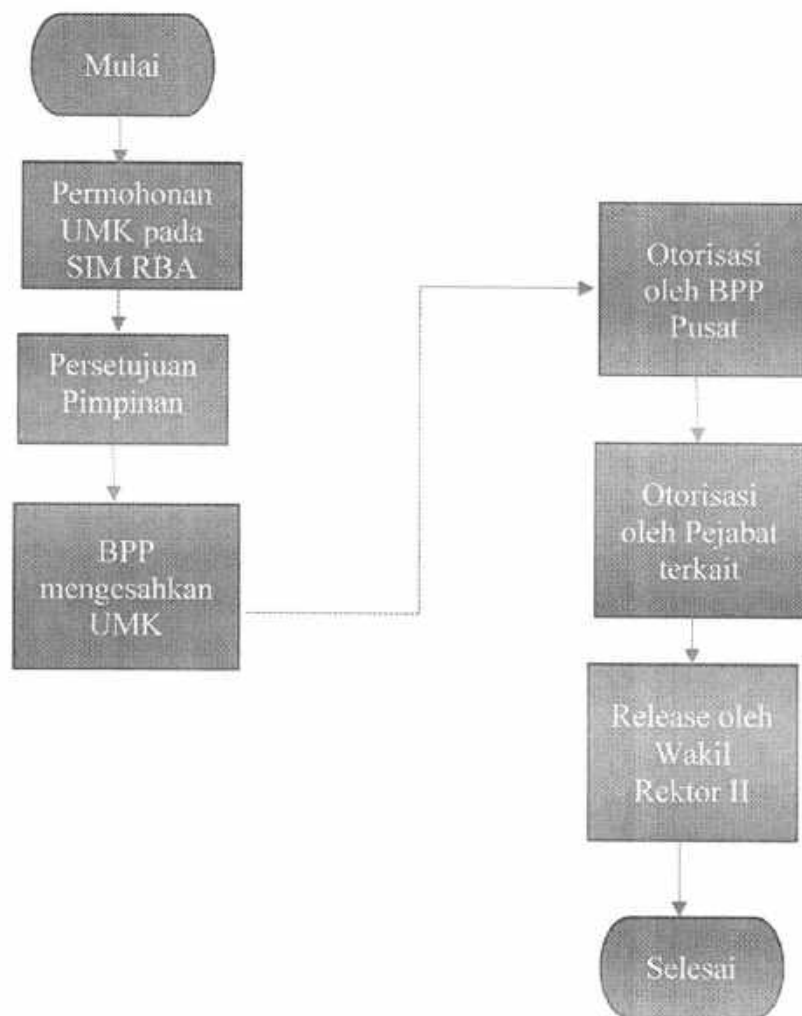 Mulai
Permohonan
UMK pada
SIM RBA
Persetujuan
Pimpinan
BPP
mengesahkan
UMK
Otorisasi
oleh BPP
Pusat
Otorisasi
oleh Pejabat
terkait
Release oleh
Wakil
Rektor II
Selesai